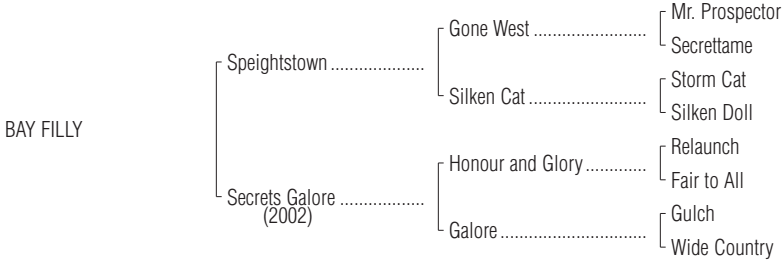 Mr. Prospector
Gone West ........................
Secrettame
Speightstown ....................
Storm Cat
Silken Cat .........................
Silken Doll
BAY FILLY
Relaunch
Honour and Glory .............
Fair to All
Secrets Galore ..................
(2002)
Gulch
Galore ...............................
Wide Country